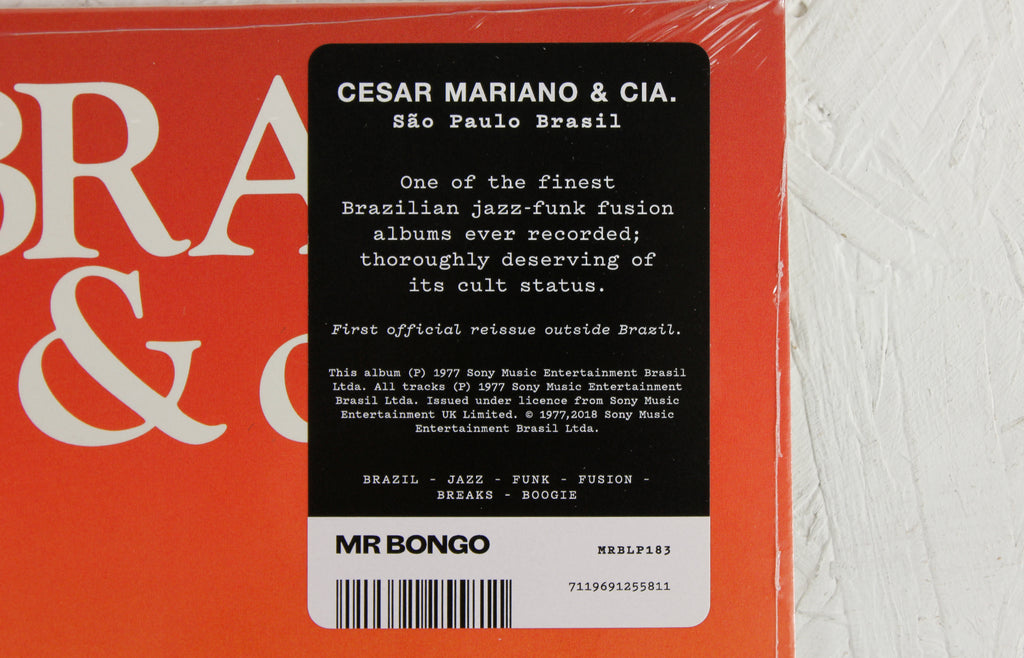 BRA
& c
CESAR MARIANO & CIA.
São Paulo Brasil
One of the finest
Brazilian jazz-funk fusion
albums ever recorded;
thoroughly deserving of
its cult status.
First official reissue outside Brazil.
This album (P) 1977 Sony Music Entertainment Brasil
Ltda. All tracks (P) 1977 Sony Music Entertainment
Brasil Ltda. Issued under licence from Sony Music
Entertainment UK Limited. © 1977,2018 Sony Music
Entertainment Brasil Ltda.
BRAZIL - JAZZ - FUNK - FUSION -
BREAKS - BOOGIE
MR BONGO
MRBLP183
7119691255811